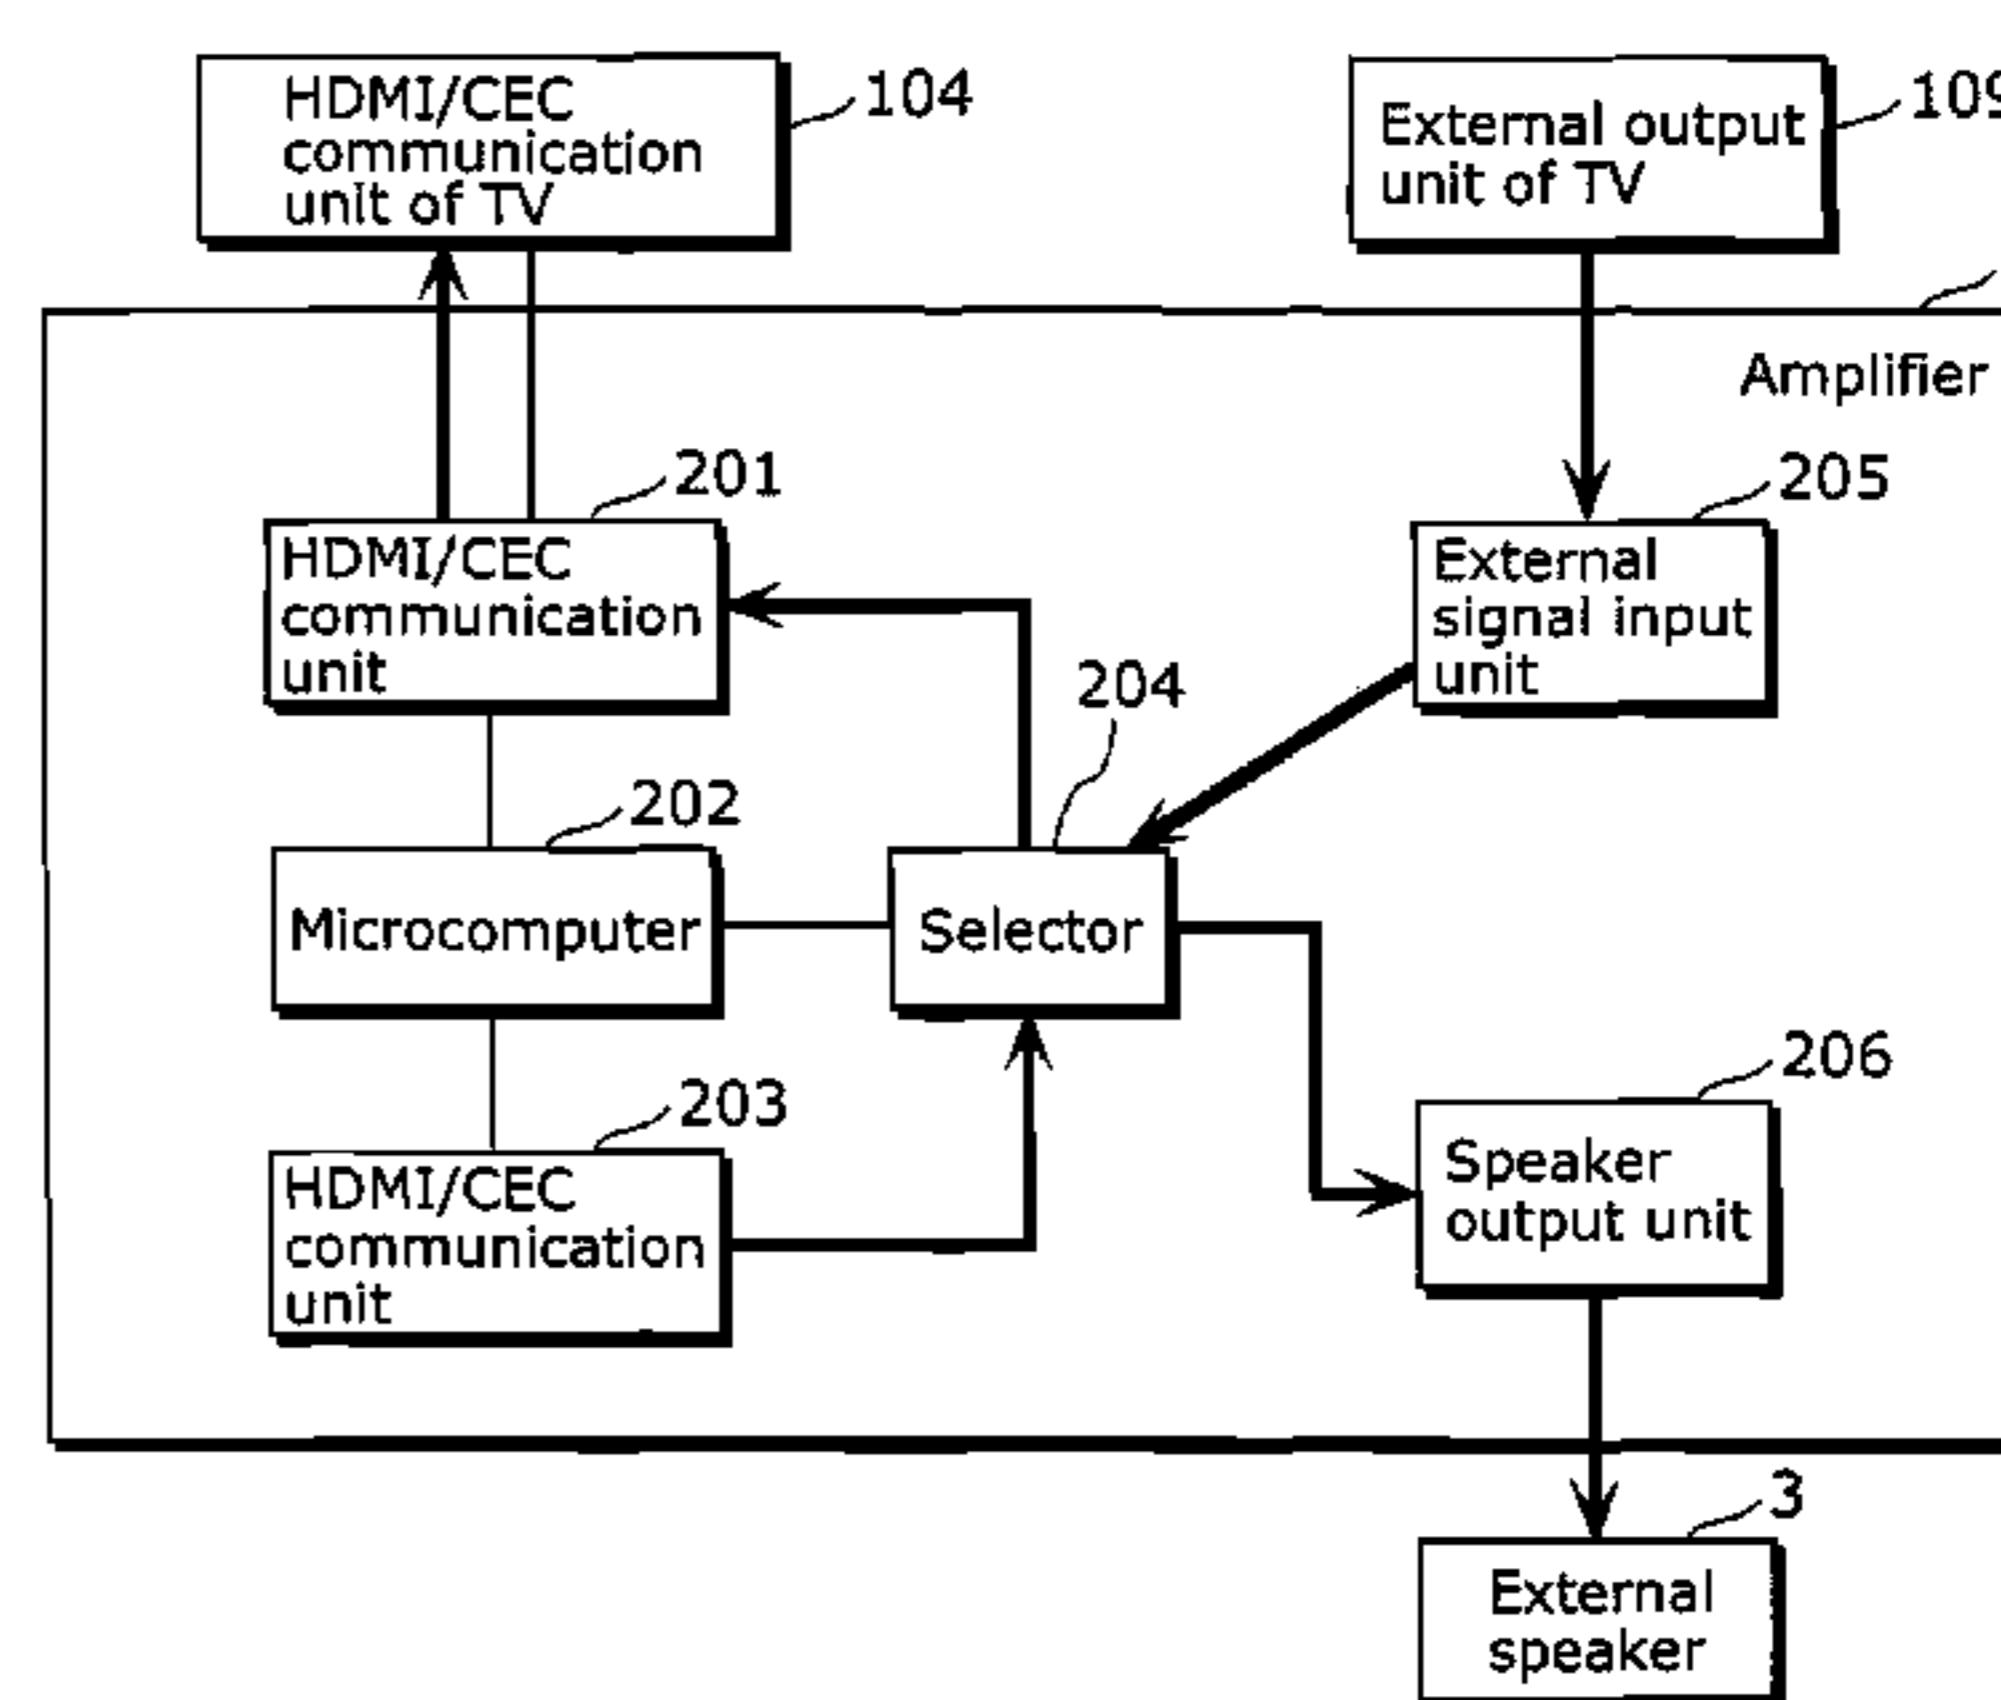 HDMI/CEC
communication
unit of TV
104
External output
unit of TV
109
Amplifier
201
HDMI/CEC
communication
unit
205
External
signal input
unit
204
202
Microcomputer
Selector
203
HDMI/CEC
communication
unit
206
Speaker
output unit
3
External
speaker